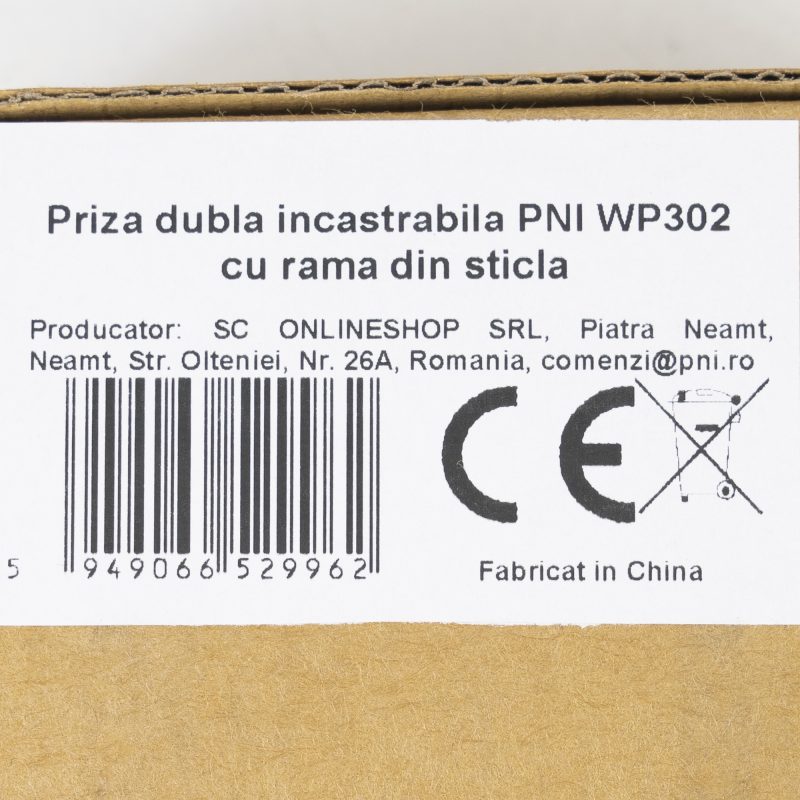 Priza dubla incastrabila PNI WP302
cu rama din sticla
Producator: SC ONLINESHOP SRL, Piatra Neamt,
Neamt, Str. Olteniei, Nr. 26A, Romania, comenzi@pni.ro
CE
5 949066 529962
Fabricat in China